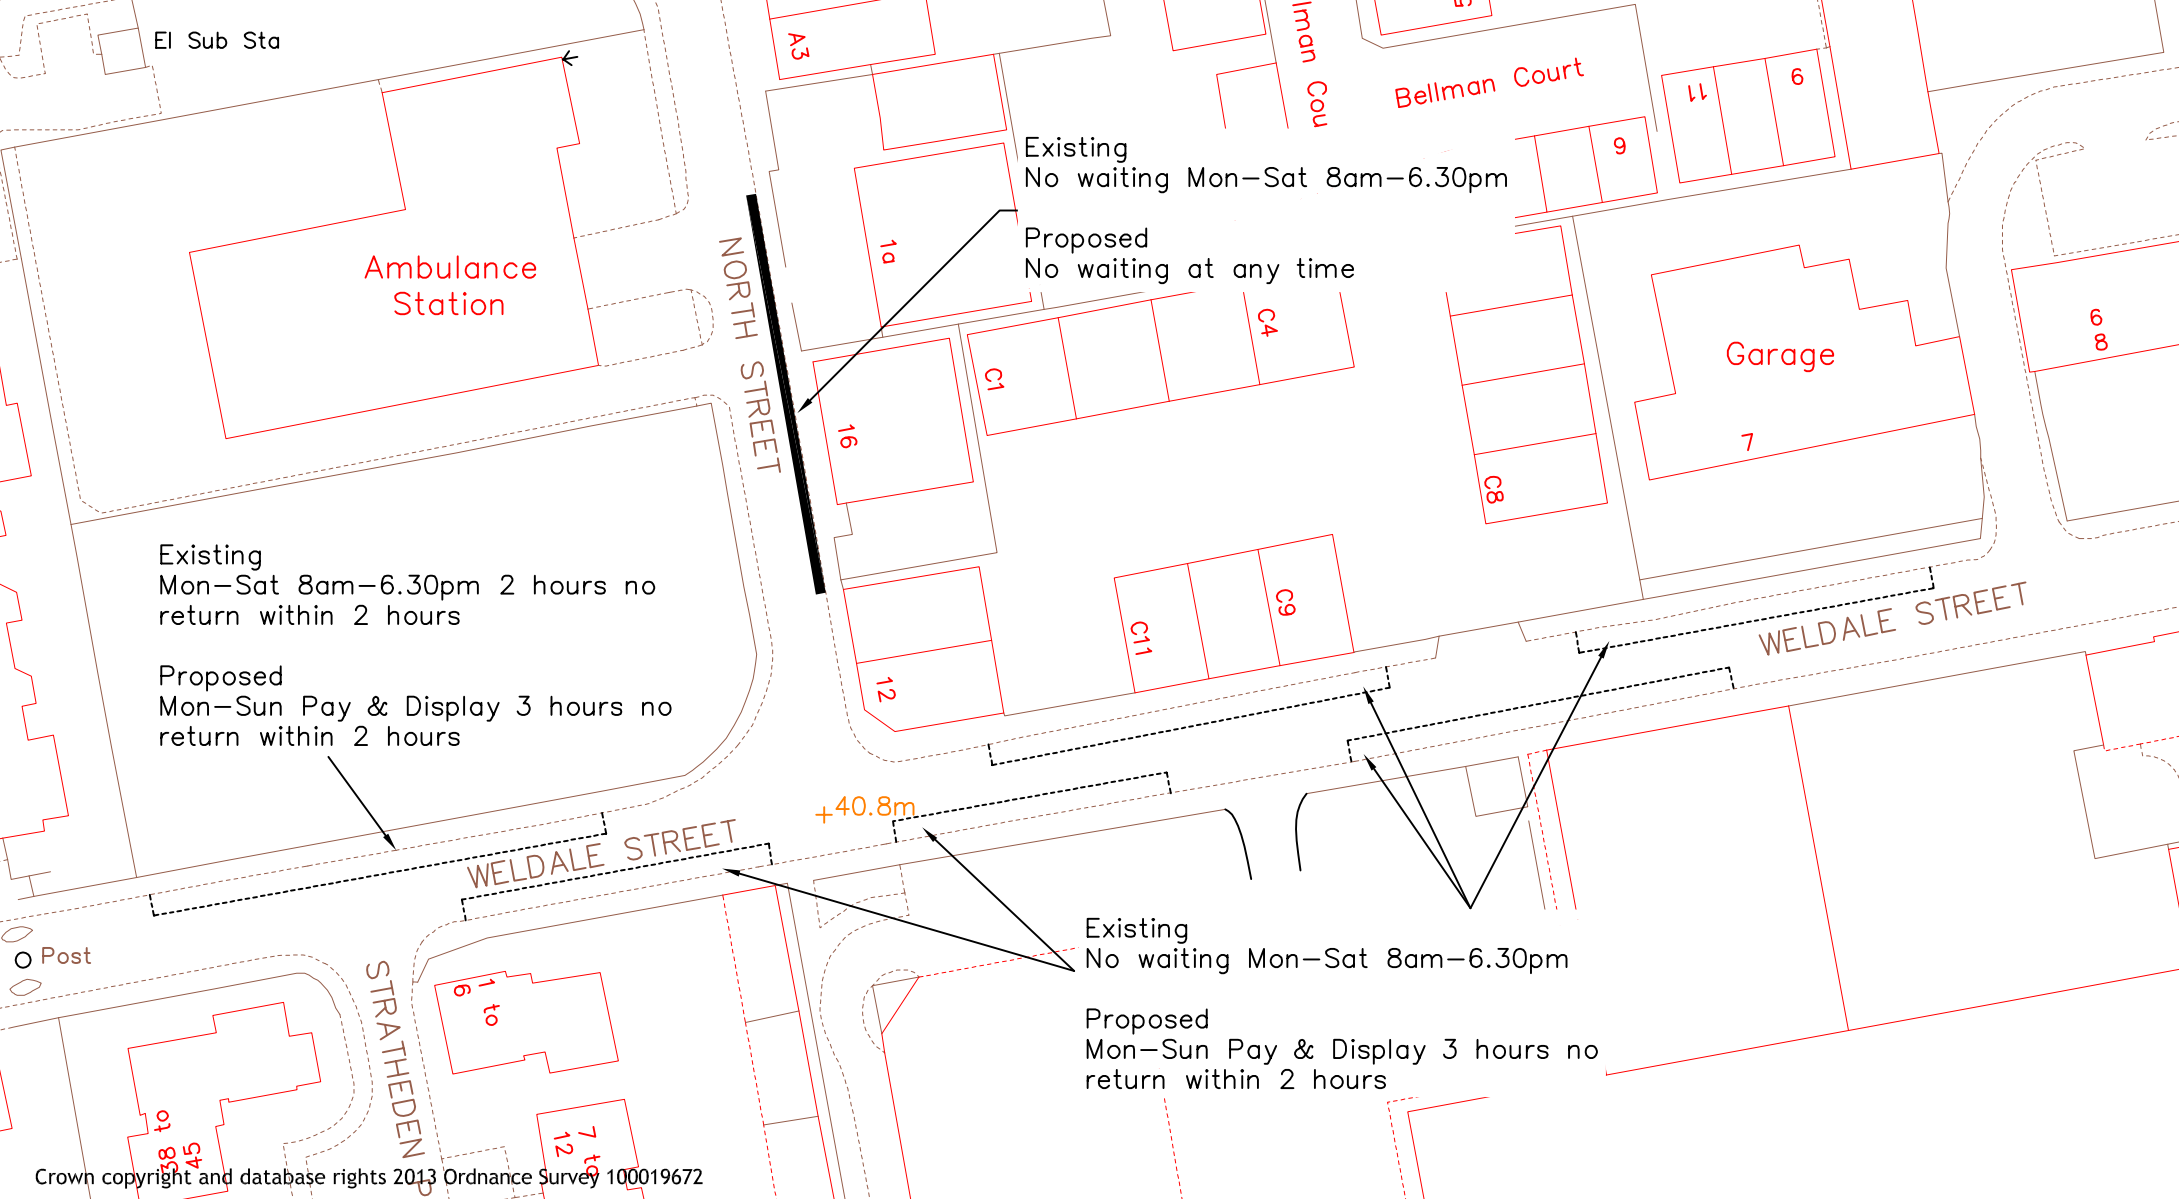 El Sub Sta
A3
Bellman Court
lman Cou
11
9
9
Existing
No waiting Mon-Sat 8am-6.30pm
Proposed
No waiting at any time
1a
Ambulance
Station
NORTH STREET
C1
C4
16
Garage
7
6
8
C8
Existing
Mon-Sat 8am-6.30pm 2 hours no
return within 2 hours
Proposed
Mon-Sun Pay & Display 3 hours no
return within 2 hours
C11
C9
12
WELDALE STREET
+40.8m
WELDALE STREET
Post
STRATHEDEN P
1 to
6
Existing
No waiting Mon-Sat 8am-6.30pm
Proposed
Mon-Sun Pay & Display 3 hours no
return within 2 hours
38 to
45
7 to
12
Crown copyright and database rights 2013 Ordnance Survey 100019672